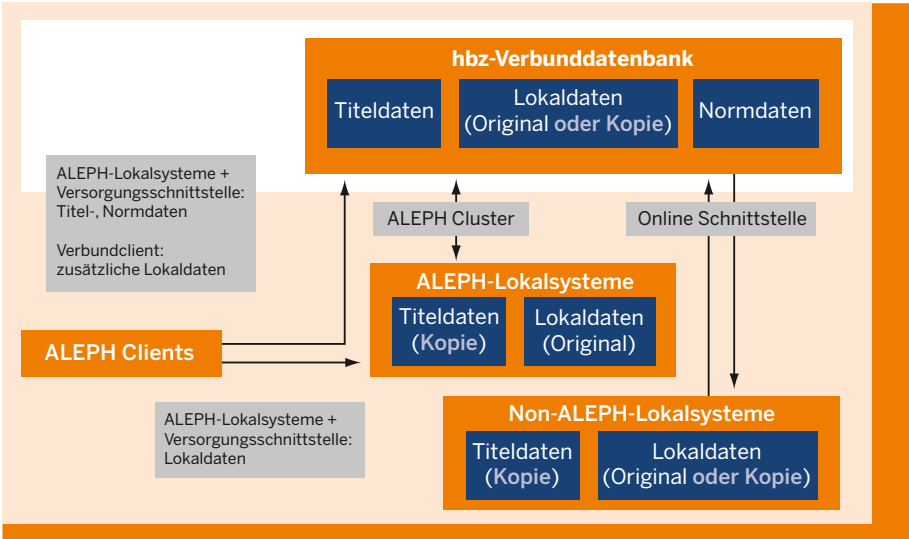 hbz-Verbunddatenbank
Titeldaten
Lokaldaten
(Original oder Kopie)
Normdaten
ALEPH-Lokalsysteme +
Versorgungsschnittstelle:
Titel-, Normdaten
Verbundclient:
zusätzliche Lokaldaten
ALEPH Cluster
Online Schnittstelle
ALEPH-Lokalsysteme
Titeldaten
(Kopie)
Lokaldaten
(Original)
ALEPH Clients
ALEPH-Lokalsysteme +
Versorgungsschnittstelle:
Lokaldaten
Non-ALEPH-Lokalsysteme
Titeldaten
(Kopie)
Lokaldaten
(Original oder Kopie)